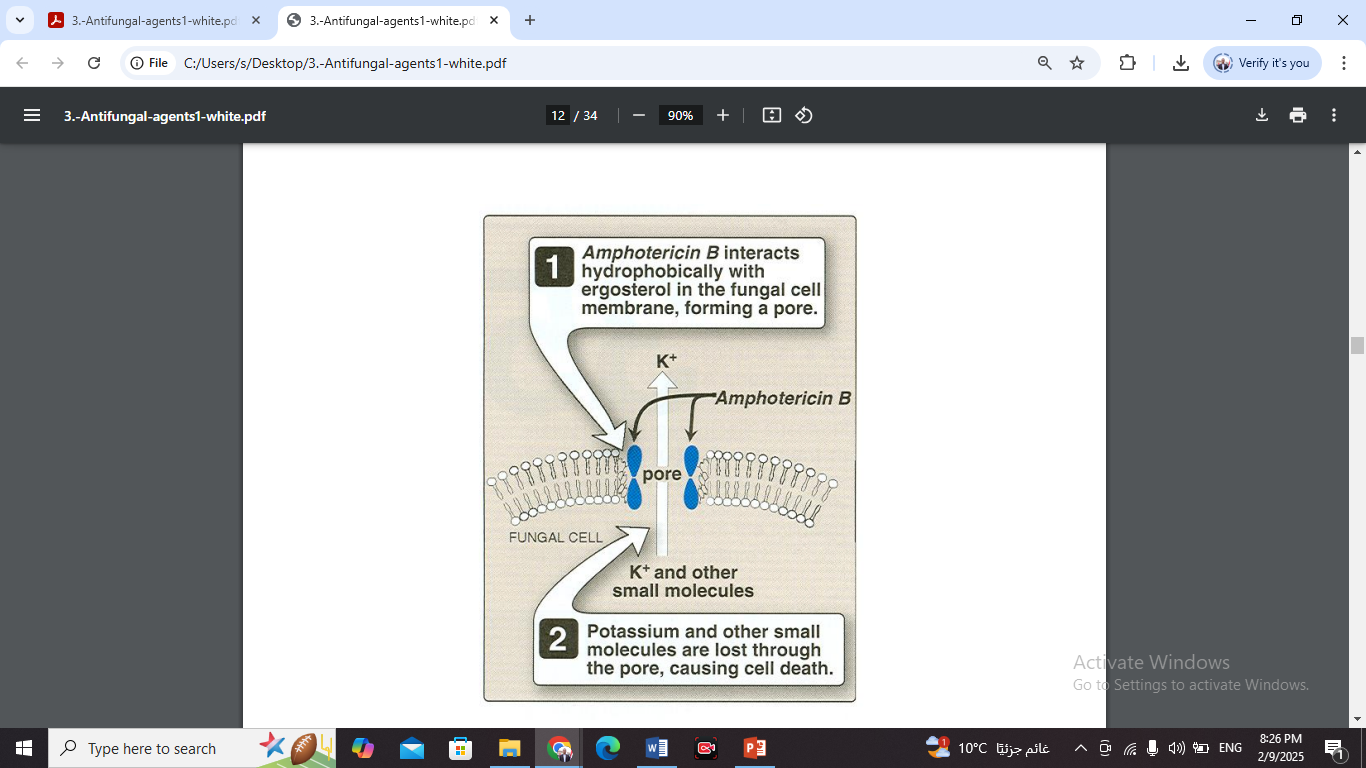 3.-Antifungal-agents1-white.pd
3.-Antifungal-agents1-white.pd
File
C:/Users/s/Desktop/3.-Antifungal-agents1-white.pdf
Verify it's you
3.-Antifungal-agents1-white.pdf
12 / 34
90%
1
Amphotericin B interacts
hydrophobically with
ergosterol in the fungal cell
membrane, forming a pore.
K+
Amphotericin B
pore
FUNGAL CELL
K+ and other
small molecules
2
Potassium and other small
molecules are lost through
the pore, causing cell death.
Activate Windows
Go to Settings to activate Windows.
Type here to search
1
10°C غائم جزئيًا
ENG
8:26 PM
2/9/2025
1